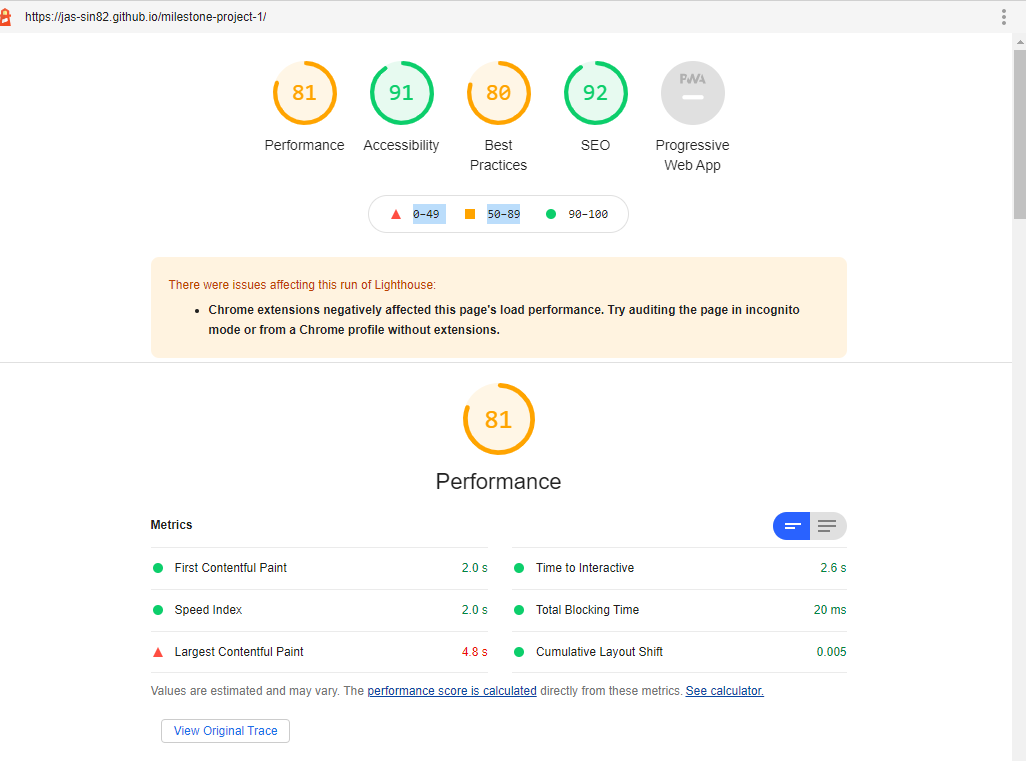 https://jas-sin82.github.io/milestone-project-1/
81 91 80 92 PWA
Performance Accessibility Best Practices SEO Progressive Web App
0–49 50–89 90–100
There were issues affecting this run of Lighthouse:
• Chrome extensions negatively affected this page's load performance. Try auditing the page in incognito
mode or from a Chrome profile without extensions.
81
Performance
Metrics
First Contentful Paint 2.0 s
Time to Interactive 2.6 s
Speed Index 2.0 s
Total Blocking Time 20 ms
Largest Contentful Paint 4.8 s
Cumulative Layout Shift 0.005
Values are estimated and may vary. The performance score is calculated directly from these metrics. See calculator.
View Original Trace